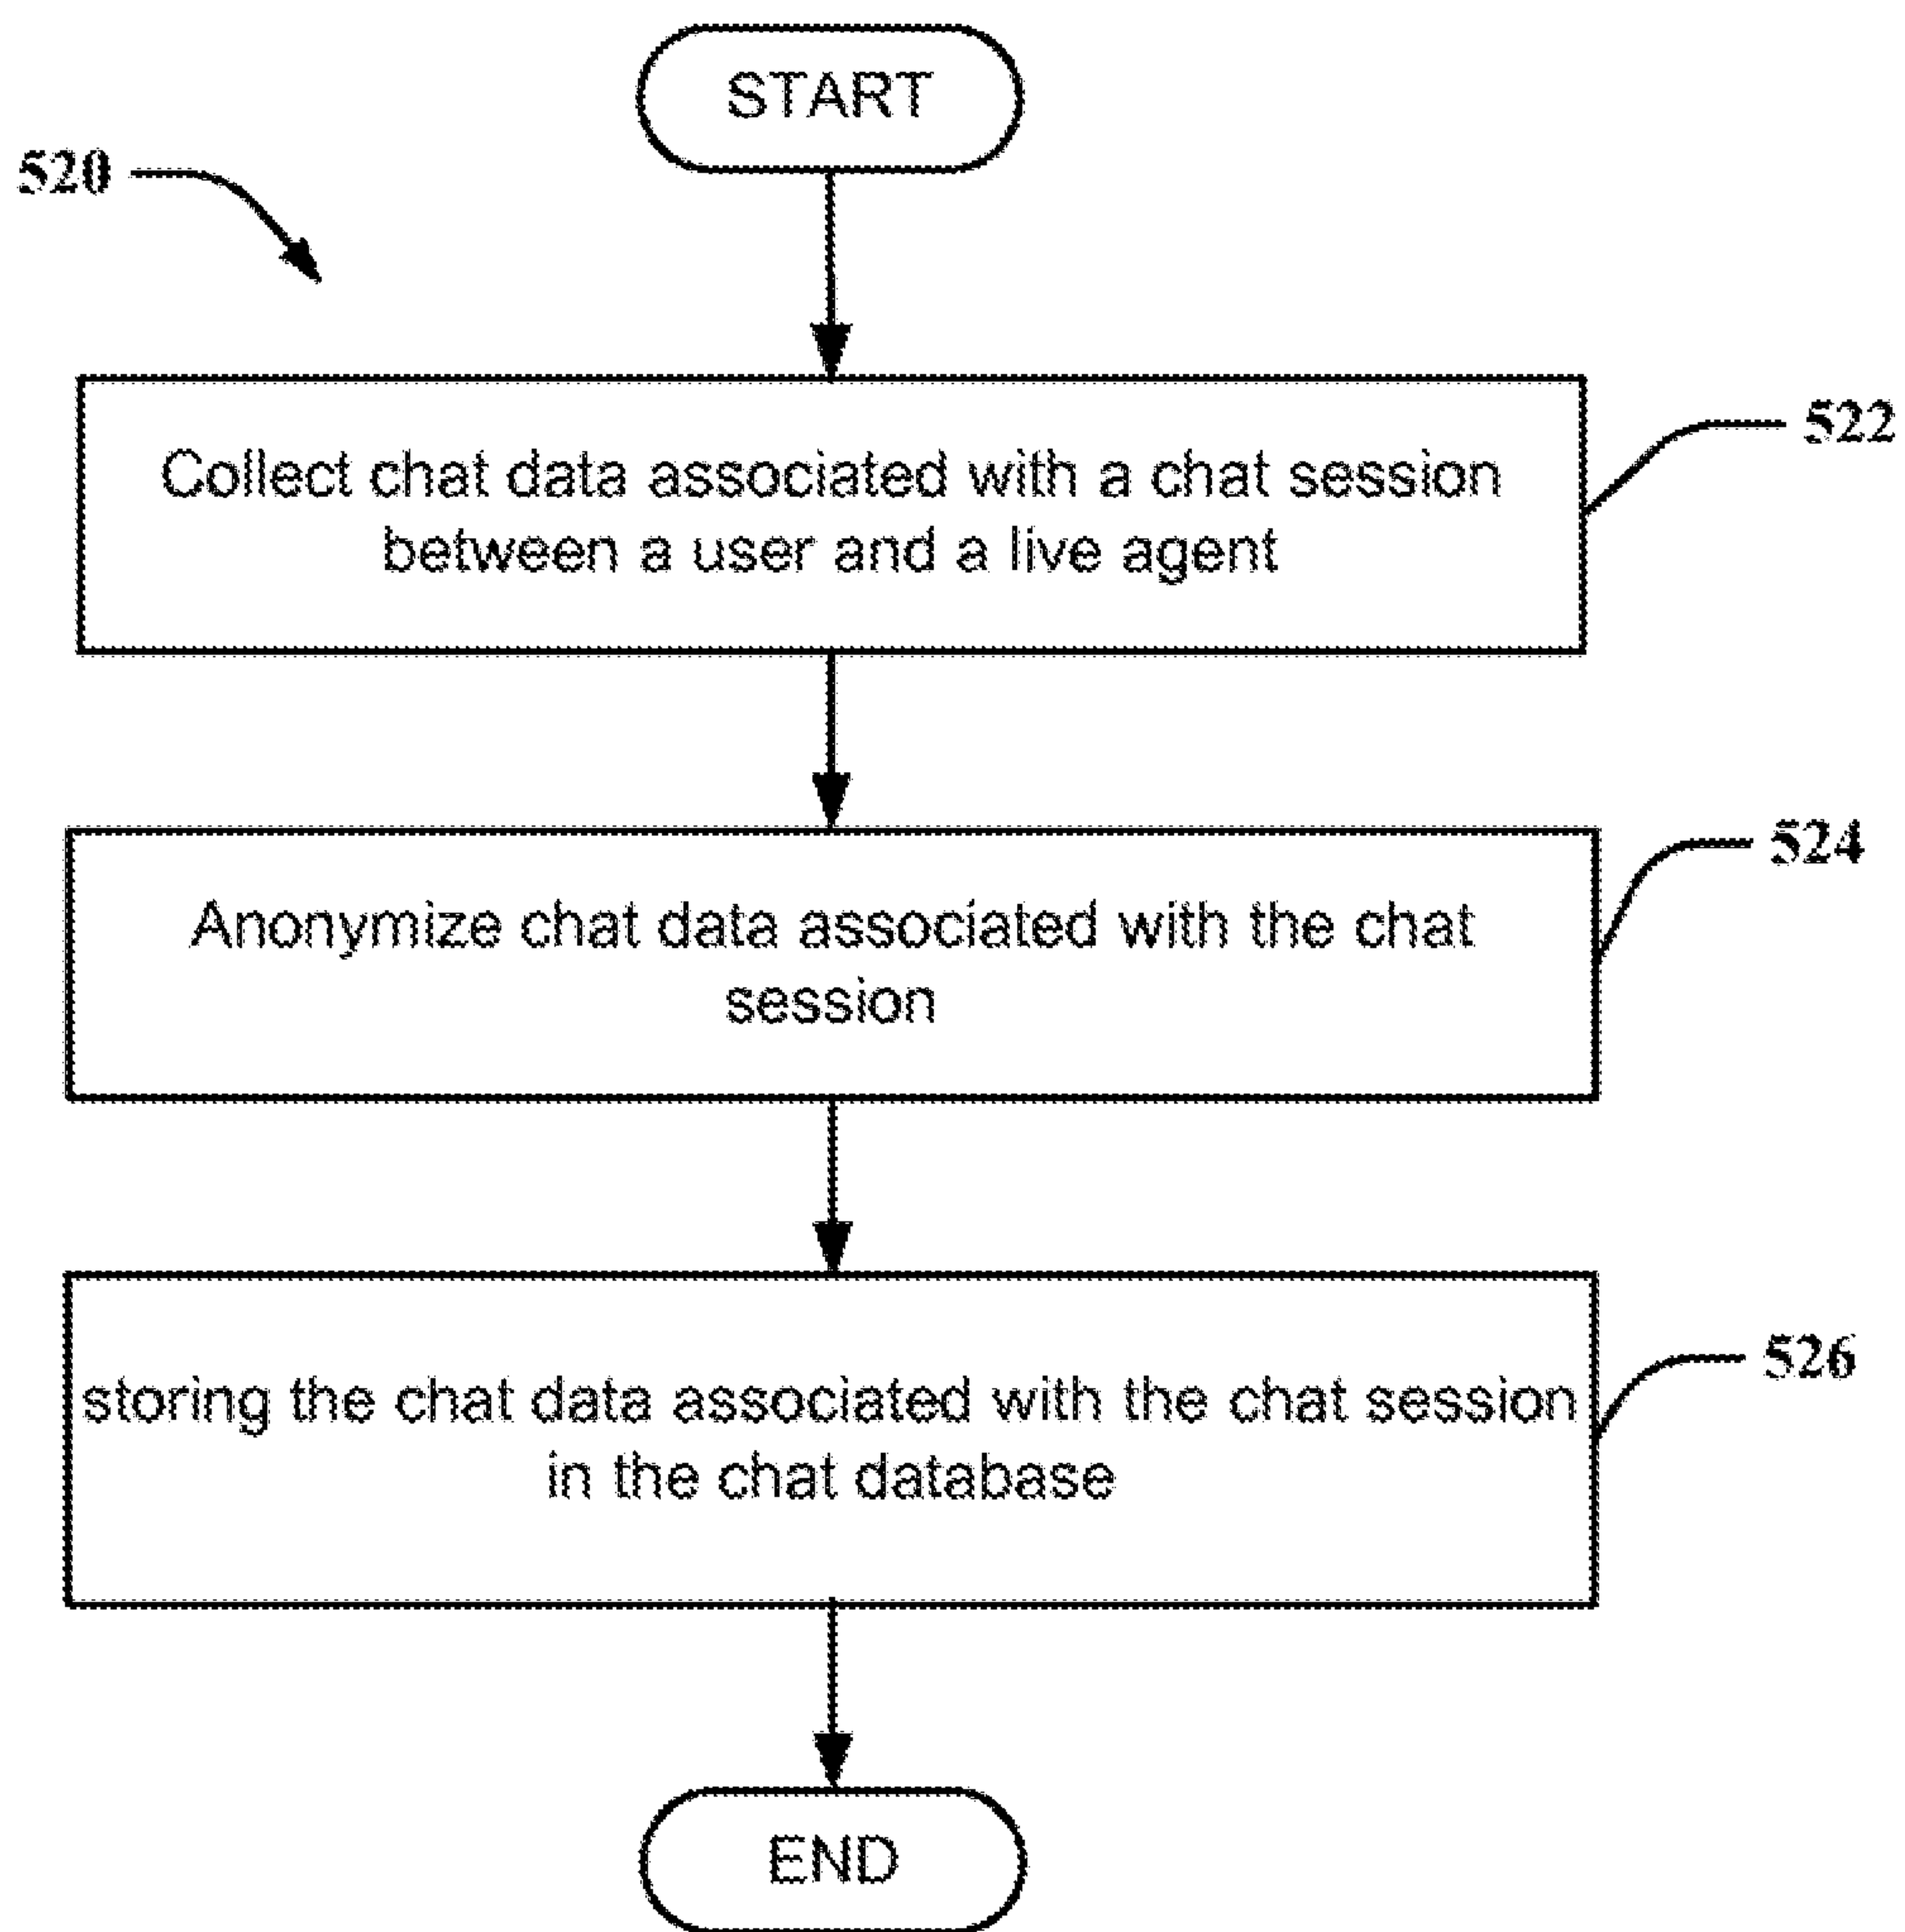 START
520
Collect chat data associated with a chat session
between a user and a live agent
522
Anonymize chat data associated with the chat
session
524
storing the chat data associated with the chat session
in the chat database
526
END